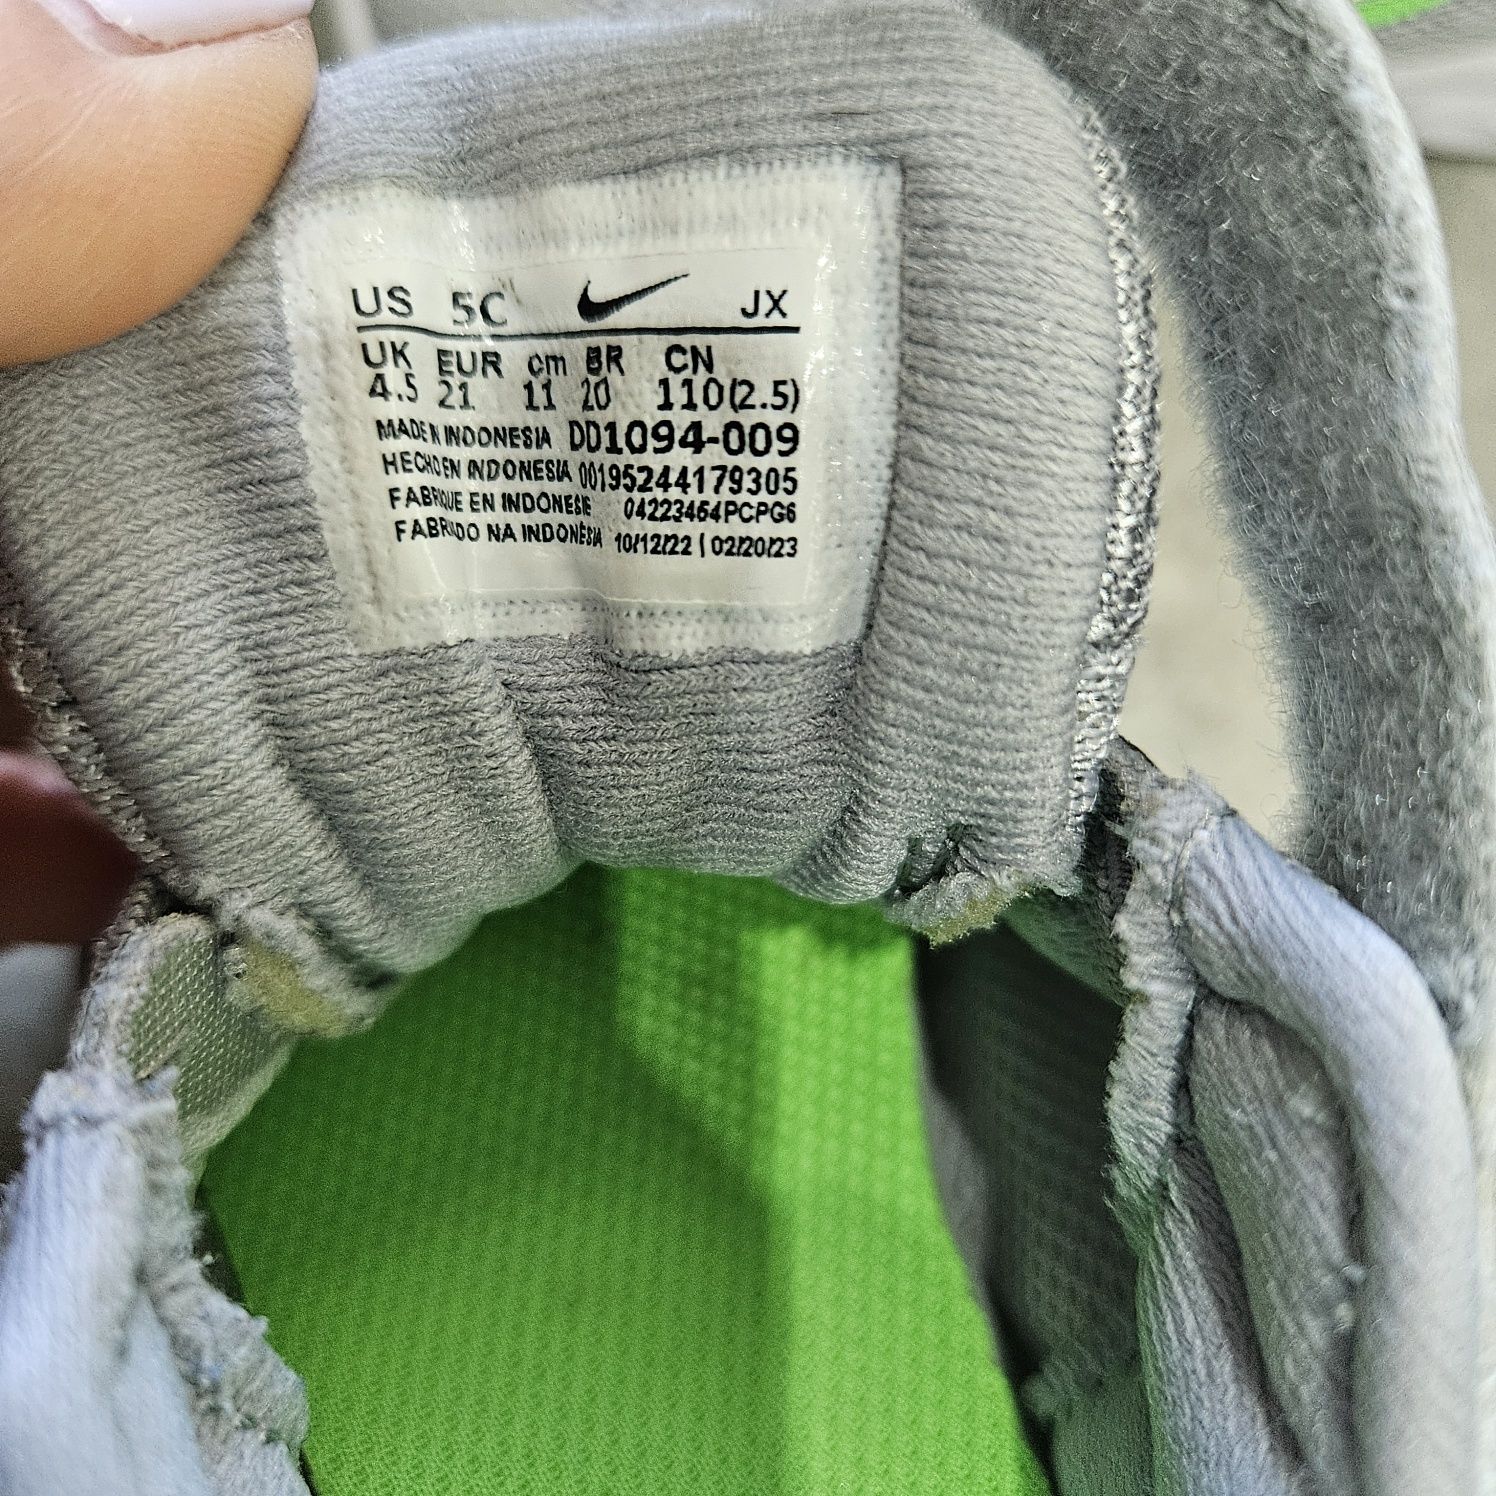 US 5C JX
UK EUR cm BR CN
4.5 21 11 20 110(2.5)
MADE IN INDONESIA DD1094-009
HECHO EN INDONESIA 00195244179305
FABRIQUE EN INDONESIE 04223464PCPG6
FABRIDO NA INDONÉSIA 10/12/22 | 02/20/23